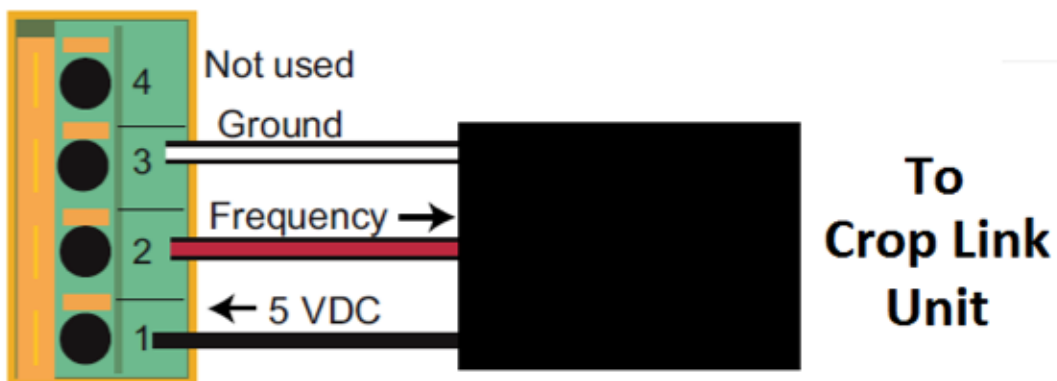 4 Not used
Ground
3
Frequency
2
5 VDC
1
To
Crop Link
Unit